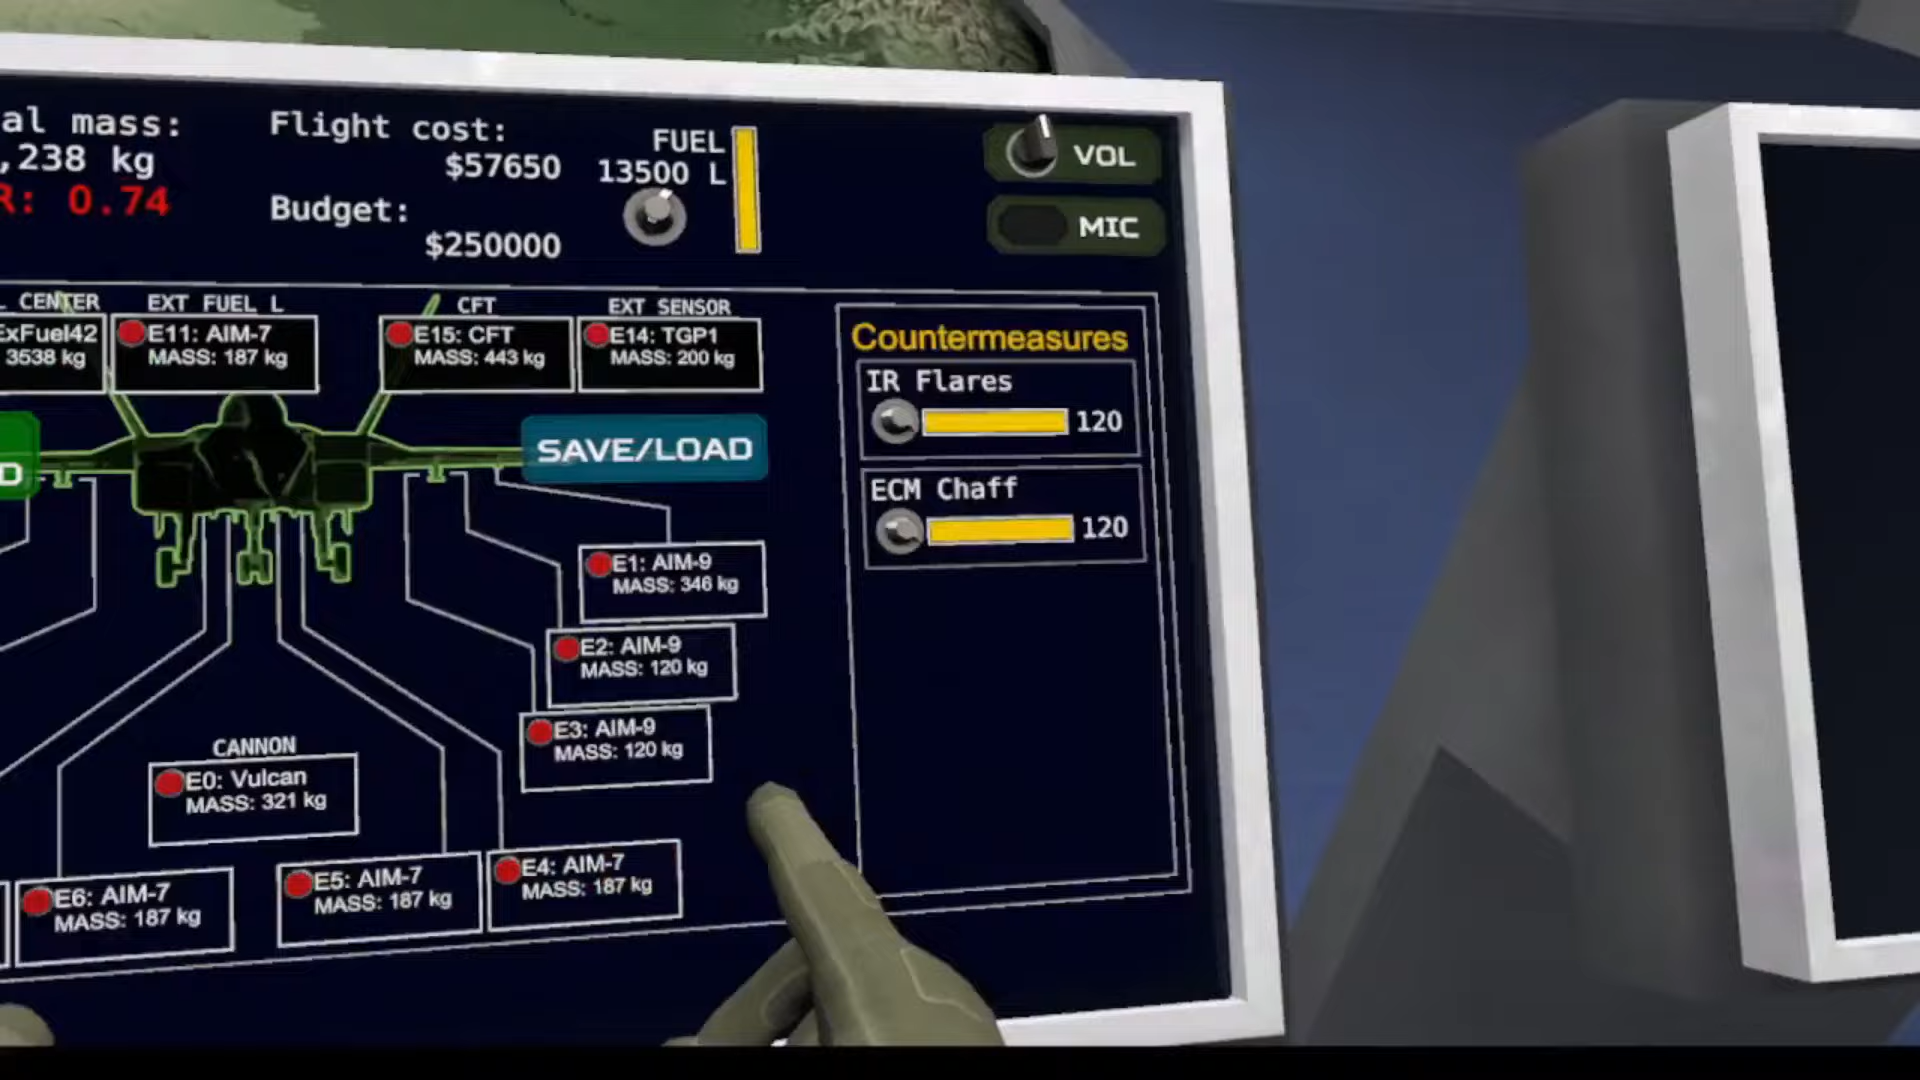 al mass:
,238 kg
R: 0.74
Flight cost:
$57650
Budget:
$250000
FUEL
13500 L
VOL
MIC
L CENTER
ExFuel42
3538 kg
EXT FUEL L
E11: AIM-7
MASS: 187 kg
CFT
E15: CFT
MASS: 443 kg
EXT SENSOR
E14: TGP1
MASS: 200 kg
D
SAVE/LOAD
Countermeasures
IR Flares
120
ECM Chaff
120
E1: AIM-9
MASS: 346 kg
E2: AIM-9
MASS: 120 kg
E3: AIM-9
MASS: 120 kg
CANNON
E0: Vulcan
MASS: 321 kg
E6: AIM-7
MASS: 187 kg
E5: AIM-7
MASS: 187 kg
E4: AIM-7
MASS: 187 kg